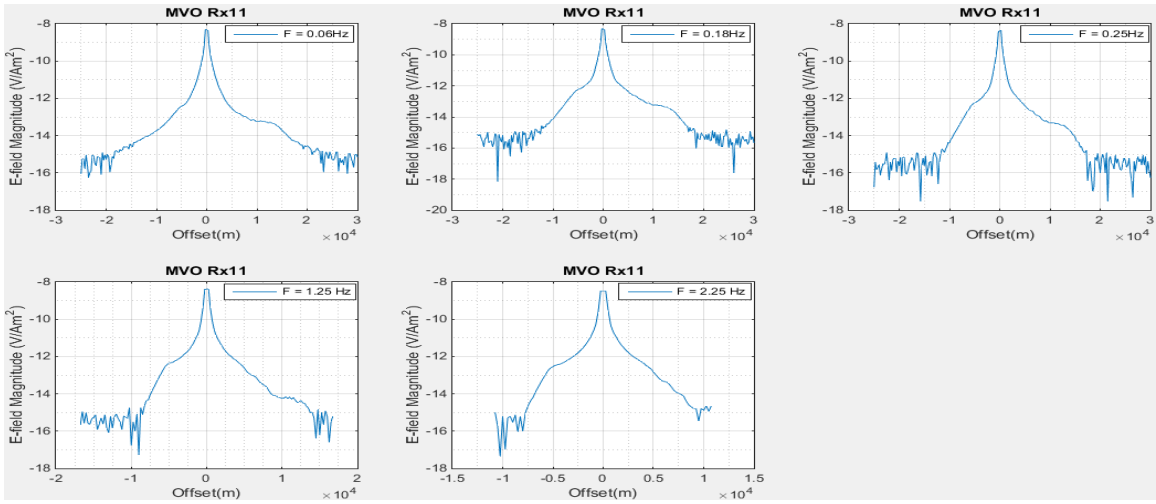 MVO Rx11
F = 0.06Hz
E-field Magnitude (V/Am²)
-8
-10
-12
-14
-16
-18
-3 -2 -1 0 1 2 3
Offset(m)
× 10⁴
MVO Rx11
F = 0.18Hz
E-field Magnitude (V/Am²)
-8
-10
-12
-14
-16
-18
-20
-3 -2 -1 0 1 2 3
Offset(m)
× 10⁴
MVO Rx11
F = 0.25Hz
E-field Magnitude (V/Am²)
-8
-10
-12
-14
-16
-18
-3 -2 -1 0 1 2 3
Offset(m)
× 10⁴
MVO Rx11
F = 1.25 Hz
E-field Magnitude (V/Am²)
-8
-10
-12
-14
-16
-18
-2 -1 0 1 2
Offset(m)
× 10⁴
MVO Rx11
F = 2.25 Hz
E-field Magnitude (V/Am²)
-8
-10
-12
-14
-16
-18
-1.5 -1 -0.5 0 0.5 1 1.5
Offset(m)
× 10⁴